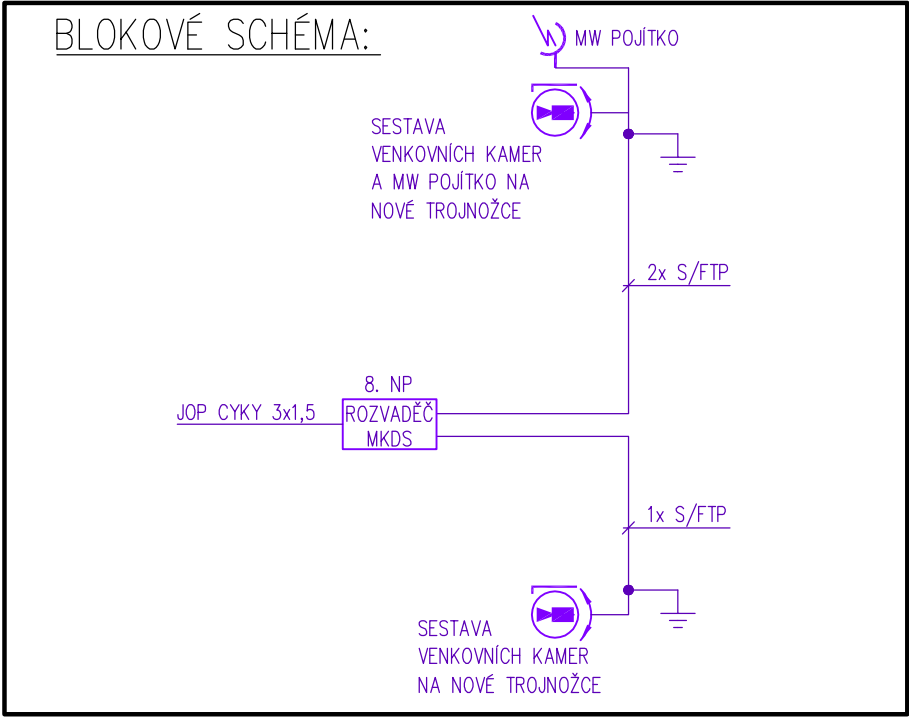 BLOKOVÉ SCHÉMA:
MW POJÍTKO
SESTAVA
VENKOVNÍCH KAMER
A MW POJÍTKO NA
NOVÉ TROJNOŽCE
2x S/FTP
8. NP
JOP CYKY 3x1,5
ROZVADĚČ
MKDS
1x S/FTP
SESTAVA
VENKOVNÍCH KAMER
NA NOVÉ TROJNOŽCE